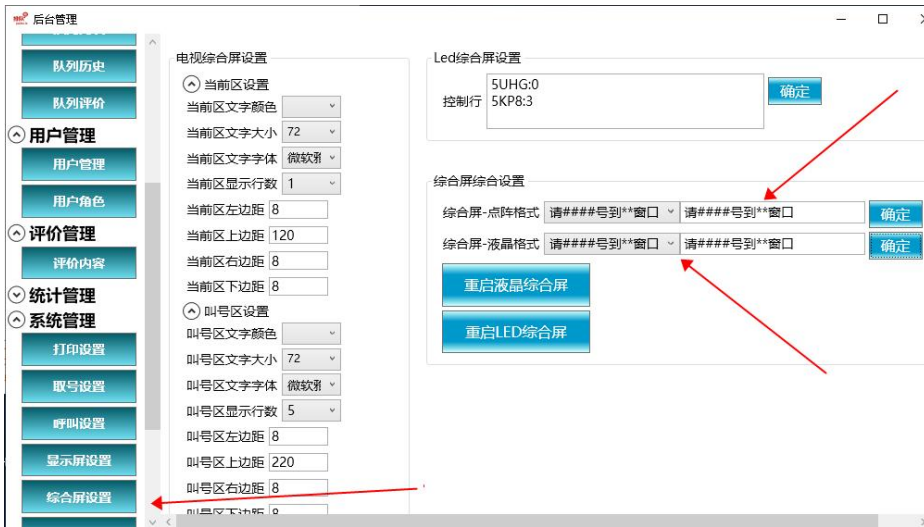 后台管理
队列历史
队列评价
用户管理
用户管理
用户角色
评价管理
评价内容
统计管理
系统管理
打印设置
取号设置
呼叫设置
显示屏设置
综合屏设置
电视综合屏设置
当前区设置
当前区文字颜色
当前区文字大小 72
当前区文字字体 微软雅
当前区显示行数 1
当前区左边距 8
当前区上边距 120
当前区右边距 8
当前区下边距 8
叫号区设置
叫号区文字颜色
叫号区文字大小 72
叫号区文字字体 微软雅
叫号区显示行数 5
叫号区左边距 8
叫号区上边距 220
叫号区右边距 8
叫号区下边距 8
Led综合屏设置
控制行
5UHG:0
5KP8:3
确定
综合屏综合设置
综合屏-点阵格式 请####号到**窗口 请####号到**窗口 确定
综合屏-液晶格式 请####号到**窗口 请####号到**窗口 确定
重启液晶综合屏
重启LED综合屏